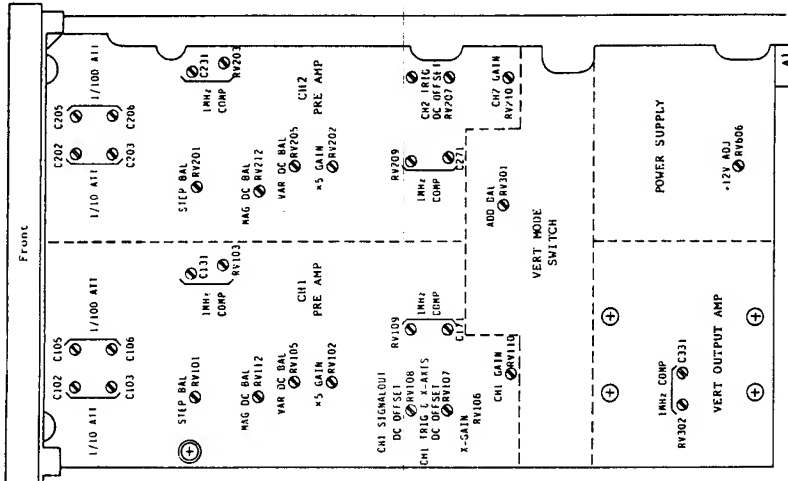 Front
C205
C206
1/100 ATT
C202
C203
1/10 ATT
C231
RV203
1MHz
COMP
STEP BAL
RV201
MAG DC BAL
RV212
VAR DC BAL
RV205
×5 GAIN
RV202
CH2
PRE AMP
CH2 TRIG
DC OFFSET
RV207
CH2 GAIN
RV210
RV209
1MHz
COMP
C271
ADD BAL
RV301
VERT MODE
SWITCH
POWER SUPPLY
+12V ADJ
RV606
A1
C105
C106
1/100 ATT
C102
C103
1/10 ATT
C131
RV103
1MHz
COMP
STEP BAL
RV101
MAG DC BAL
RV112
VAR DC BAL
RV105
×5 GAIN
RV102
CH1
PRE AMP
RV109
1MHz
COMP
C171
CH1 SIGNALOUT
DC OFFSET
RV108
CH1 TRIG & X-AXIS
DC OFFSET
RV107
X-GAIN
RV106
CH1 GAIN
RV110
1MHz COMP
RV302
C331
VERT OUTPUT AMP